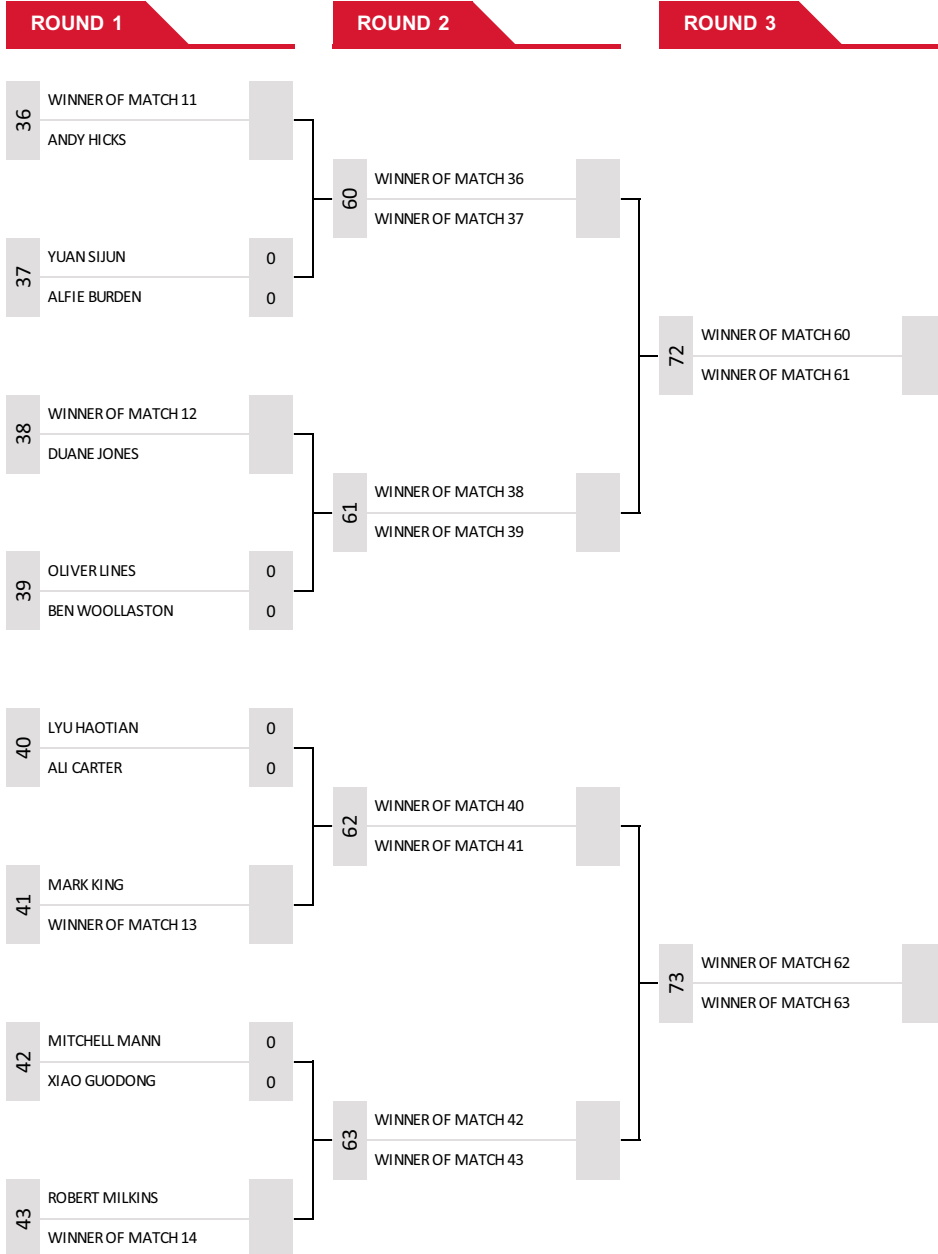 ROUND 1
ROUND 2
ROUND 3
36
WINNER OF MATCH 11
ANDY HICKS
37
YUAN SIJUN 0
ALFIE BURDEN 0
38
WINNER OF MATCH 12
DUANE JONES
39
OLIVER LINES 0
BEN WOOLLASTON 0
40
LYU HAOTIAN 0
ALI CARTER 0
41
MARK KING
WINNER OF MATCH 13
42
MITCHELL MANN 0
XIAO GUODONG 0
43
ROBERT MILKINS
WINNER OF MATCH 14
60
WINNER OF MATCH 36
WINNER OF MATCH 37
61
WINNER OF MATCH 38
WINNER OF MATCH 39
62
WINNER OF MATCH 40
WINNER OF MATCH 41
63
WINNER OF MATCH 42
WINNER OF MATCH 43
72
WINNER OF MATCH 60
WINNER OF MATCH 61
73
WINNER OF MATCH 62
WINNER OF MATCH 63